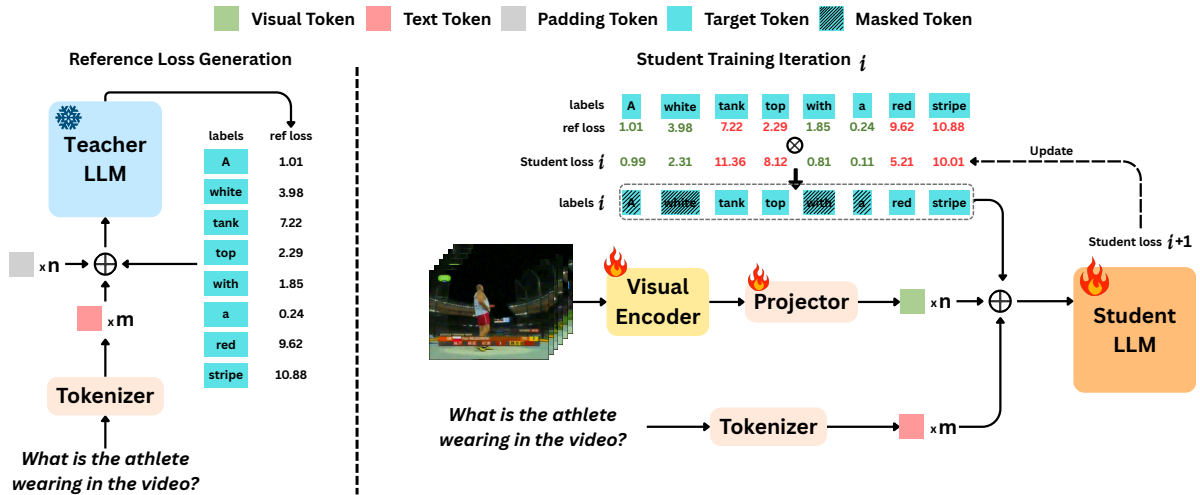 Visual Token Text Token Padding Token Target Token Masked Token
Reference Loss Generation
Teacher
LLM
labels ref loss
A 1.01
white 3.98
tank 7.22
top 2.29
with 1.85
a 0.24
red 9.62
stripe 10.88
x n
x m
Tokenizer
What is the athlete
wearing in the video?
Student Training Iteration i
labels A white tank top with a red stripe
ref loss 1.01 3.98 7.22 2.29 1.85 0.24 9.62 10.88
Student loss i 0.99 2.31 11.36 8.12 0.81 0.11 5.21 10.01
labels i A white tank top with a red stripe
Update
Student loss i+1
Visual
Encoder
Projector
x n
Student
LLM
What is the athlete
wearing in the video?
Tokenizer
x m